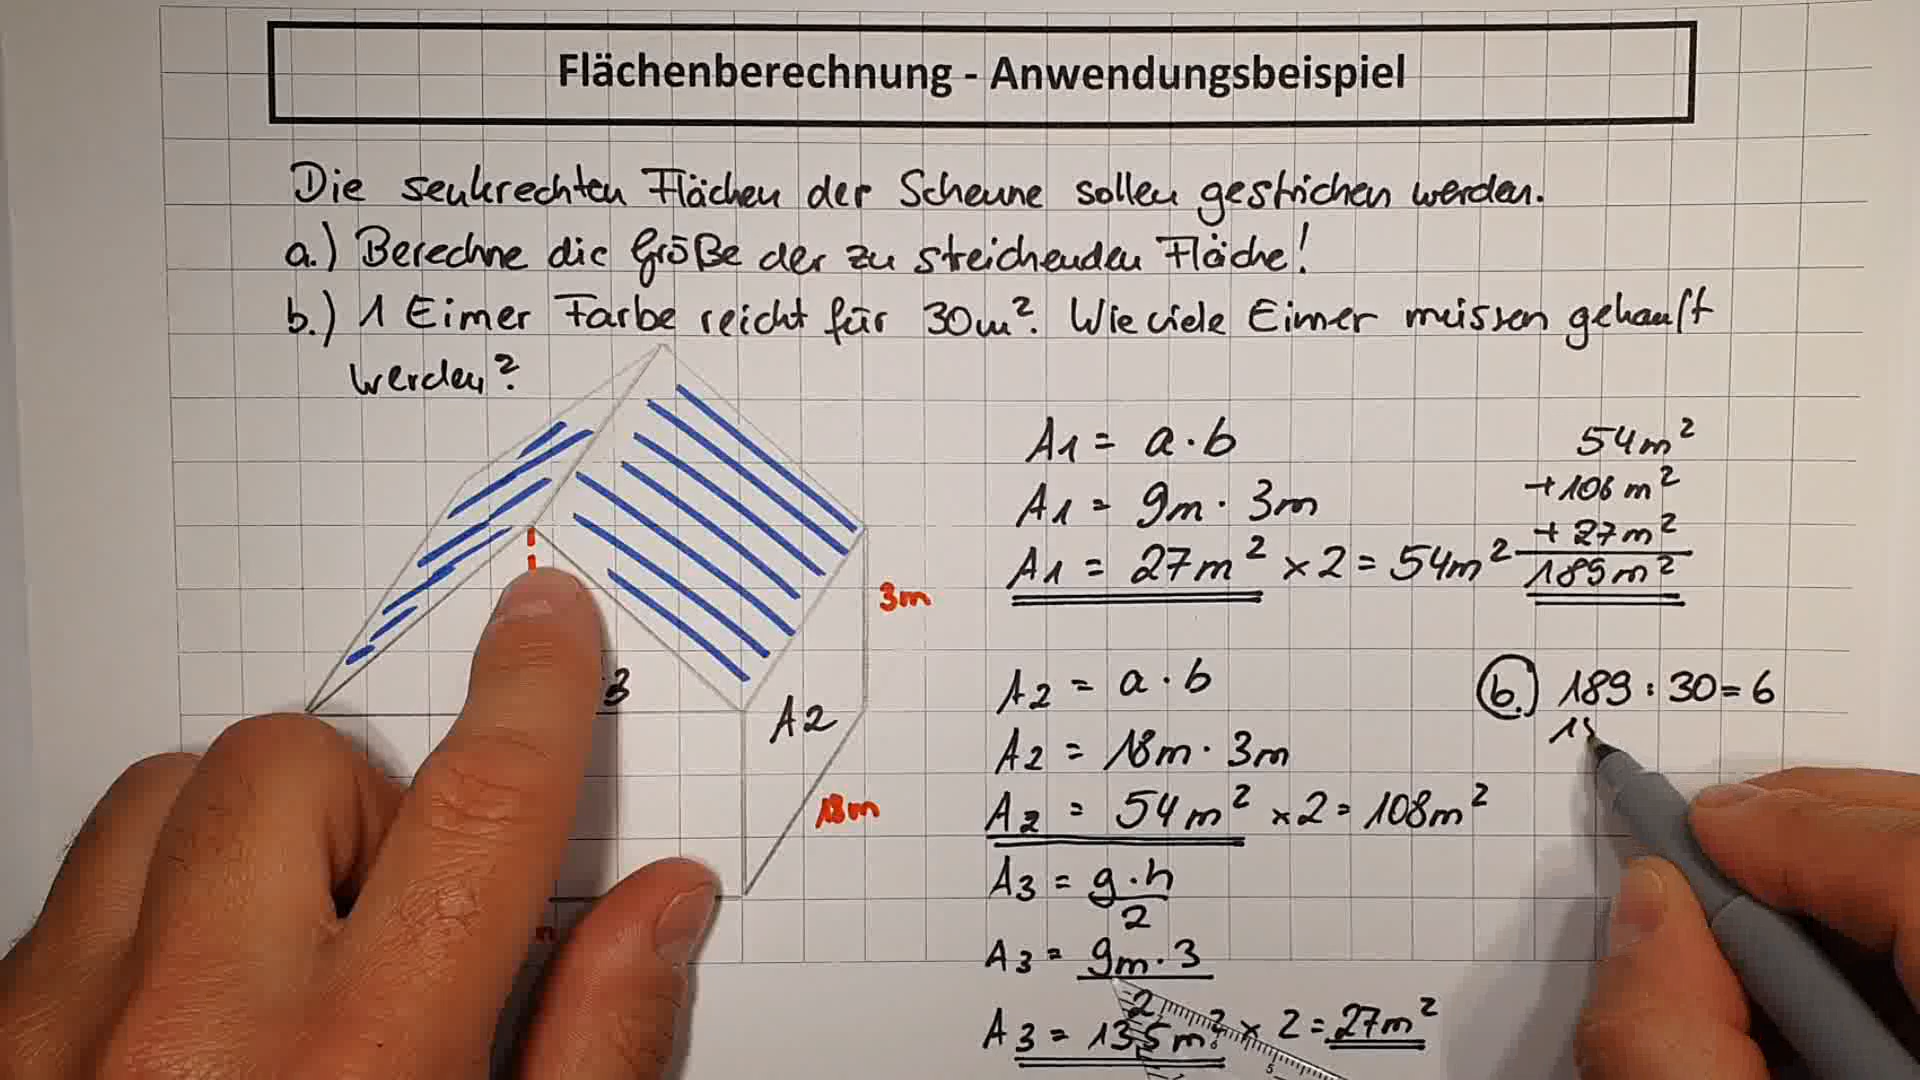 Flächenberechnung - Anwendungsbeispiel
Die senkrechten Flächen der Scheune sollen gestrichen werden.
a.) Berechne die Größe der zu streichenden Fläche!
b.) 1 Eimer Farbe reicht für 30m². Wieviele Eimer müssen gekauft
werden?
A1 = a · b
A1 = 9m · 3m
A1 = 27m² x 2 = 54m²
54m²
+ 106 m²
+ 27m²
189m²
3m
3
A2
18m
A2 = a · b
A2 = 18m · 3m
A2 = 54m² x 2 = 108m²
b.) 189 : 30 = 6
A3 = g·h
2
A3 = 9m · 3
2
A3 = 13,5m² x 2 = 27m²
5